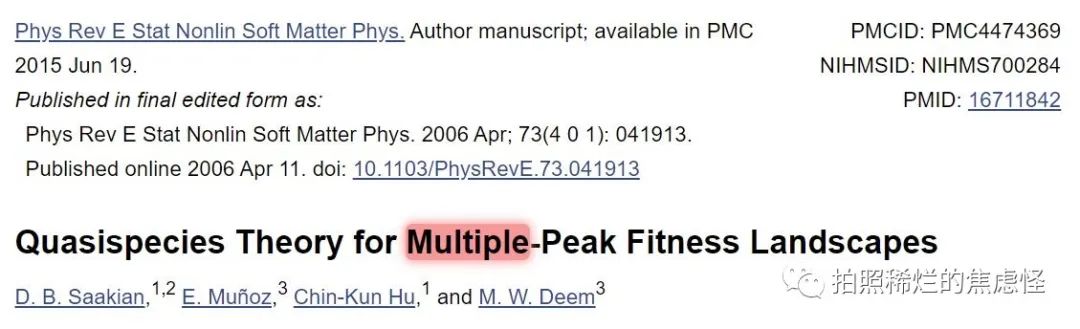 Phys Rev E Stat Nonlin Soft Matter Phys. Author manuscript; available in PMC
2015 Jun 19.
Published in final edited form as:
Phys Rev E Stat Nonlin Soft Matter Phys. 2006 Apr; 73(4 0 1): 041913.
Published online 2006 Apr 11. doi: 10.1103/PhysRevE.73.041913
PMCID: PMC4474369
NIHMSID: NIHMS700284
PMID: 16711842
Quasispecies Theory for Multiple-Peak Fitness Landscapes
D. B. Saakian,1,2 E. Muñoz,3 Chin-Kun Hu,1 and M. W. Deem3
拍照稀烂的焦虑怪